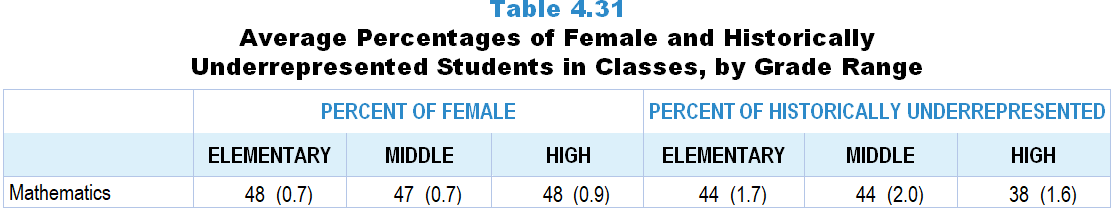 Table 4.31
Average Percentages of Female and Historically
Underrepresented Students in Classes, by Grade Range
PERCENT OF FEMALE PERCENT OF HISTORICALLY UNDERREPRESENTED
ELEMENTARY MIDDLE HIGH ELEMENTARY MIDDLE HIGH
Mathematics 48 (0.7) 47 (0.7) 48 (0.9) 44 (1.7) 44 (2.0) 38 (1.6)